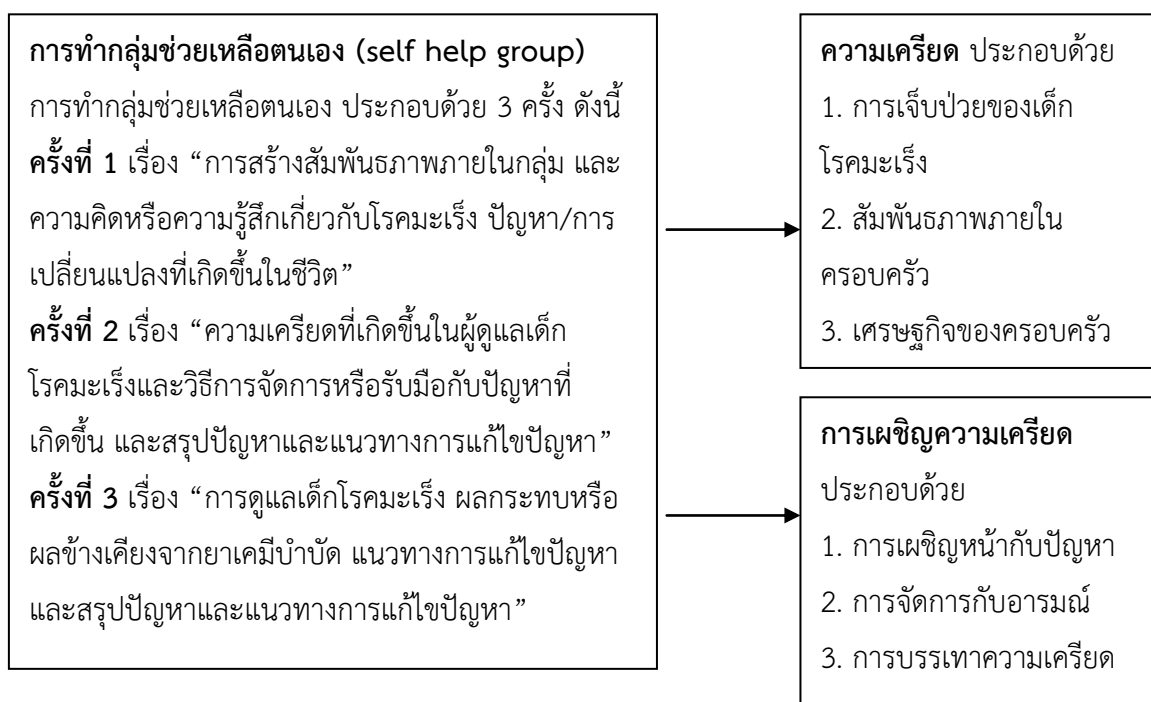 การทำกลุ่มช่วยเหลือตนเอง (self help group)
การทำกลุ่มช่วยเหลือตนเอง ประกอบด้วย 3 ครั้ง ดังนี้
ครั้งที่ 1 เรื่อง “การสร้างสัมพันธภาพภายในกลุ่ม และ
ความคิดหรือความรู้สึกเกี่ยวกับโรคมะเร็ง ปัญหา/การ
เปลี่ยนแปลงที่เกิดขึ้นในชีวิต”
ครั้งที่ 2 เรื่อง “ความเครียดที่เกิดขึ้นในผู้ดูแลเด็ก
โรคมะเร็งและวิธีการจัดการหรือรับมือกับปัญหาที่
เกิดขึ้น และสรุปปัญหาและแนวทางการแก้ไขปัญหา”
ครั้งที่ 3 เรื่อง “การดูแลเด็กโรคมะเร็ง ผลกระทบหรือ
ผลข้างเคียงจากยาเคมีบำบัด แนวทางการแก้ไขปัญหา
และสรุปปัญหาและแนวทางการแก้ไขปัญหา”
ความเครียด ประกอบด้วย
1. การเจ็บป่วยของเด็ก
โรคมะเร็ง
2. สัมพันธภาพภายใน
ครอบครัว
3. เศรษฐกิจของครอบครัว
การเผชิญความเครียด
ประกอบด้วย
1. การเผชิญหน้ากับปัญหา
2. การจัดการกับอารมณ์
3. การบรรเทาความเครียด